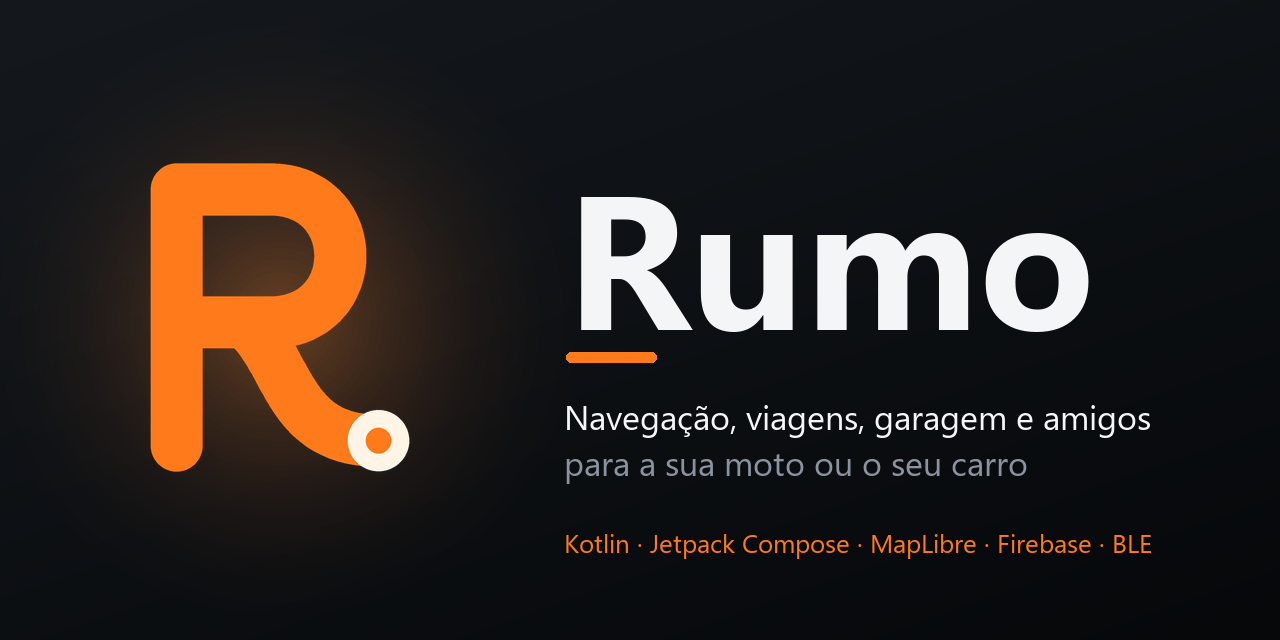 R
Rumo
Navegação, viagens, garagem e amigos
para a sua moto ou o seu carro
Kotlin · Jetpack Compose · MapLibre · Firebase · BLE